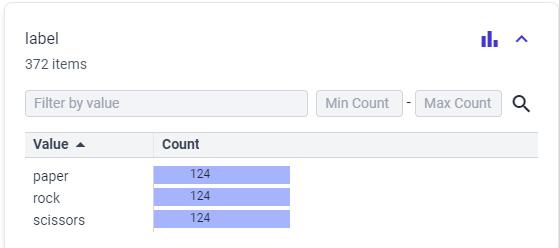 label
372 items
Filter by value Min Count - Max Count
Value Count
paper 124
rock 124
scissors 124